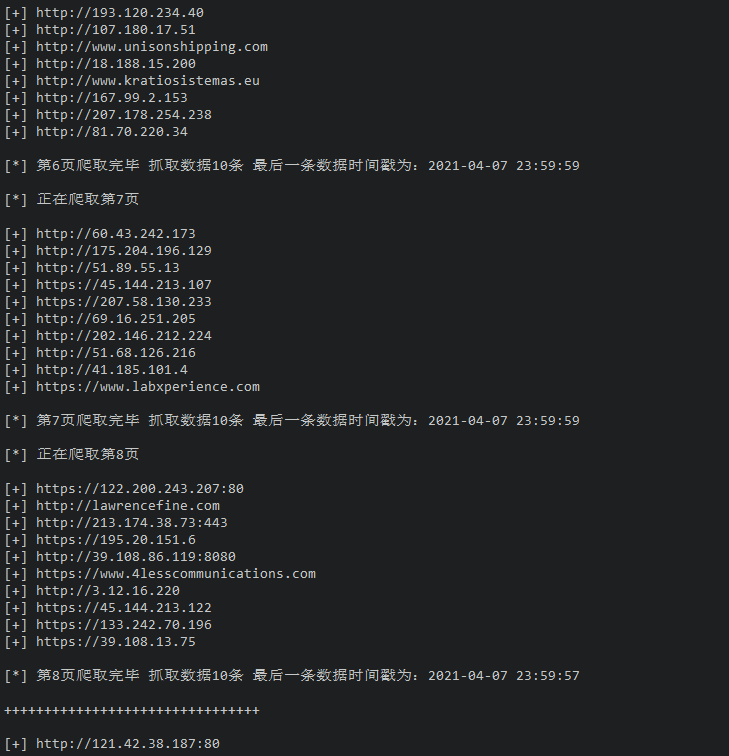 [+] http://193.120.234.40
[+] http://107.180.17.51
[+] http://www.unisonshipping.com
[+] http://18.188.15.200
[+] http://www.kratiosistemas.eu
[+] http://167.99.2.153
[+] http://207.178.254.238
[+] http://81.70.220.34
[*] 第6页爬取完毕 抓取数据10条 最后一条数据时间戳为：2021-04-07 23:59:59
[*] 正在爬取第7页
[+] http://60.43.242.173
[+] http://175.204.196.129
[+] http://51.89.55.13
[+] https://45.144.213.107
[+] https://207.58.130.233
[+] http://69.16.251.205
[+] http://202.146.212.224
[+] http://51.68.126.216
[+] http://41.185.101.4
[+] https://www.labxperience.com
[*] 第7页爬取完毕 抓取数据10条 最后一条数据时间戳为：2021-04-07 23:59:59
[*] 正在爬取第8页
[+] https://122.200.243.207:80
[+] http://lawrencefine.com
[+] http://213.174.38.73:443
[+] https://195.20.151.6
[+] http://39.108.86.119:8080
[+] https://www.4lesscommunications.com
[+] http://3.12.16.220
[+] https://45.144.213.122
[+] https://133.242.70.196
[+] https://39.108.13.75
[*] 第8页爬取完毕 抓取数据10条 最后一条数据时间戳为：2021-04-07 23:59:57
++++++++++++++++++++++++++++++++
[+] http://121.42.38.187:80